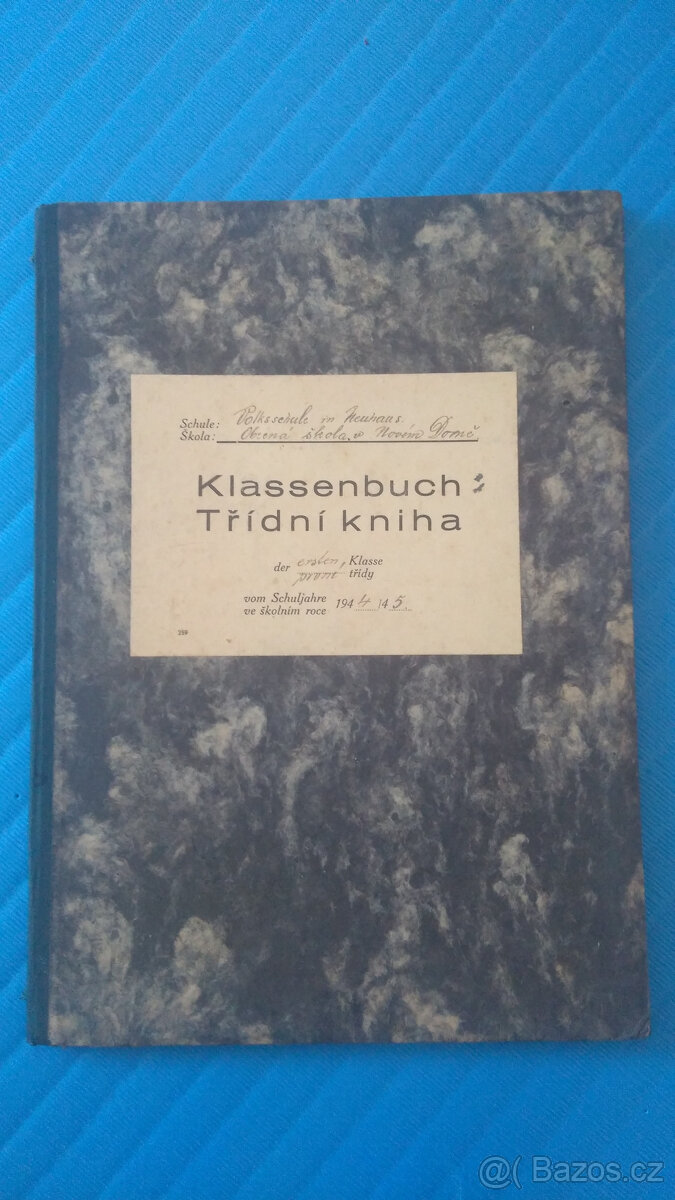 Schule: Volksschule in Neuhaus.
Škola: Obecná škola v Novém Domě
Klassenbuch
Třídní kniha
der ersten Klasse
první třídy
vom Schuljahre
ve školním roce 1944/45.
259
@( Bazos.cz